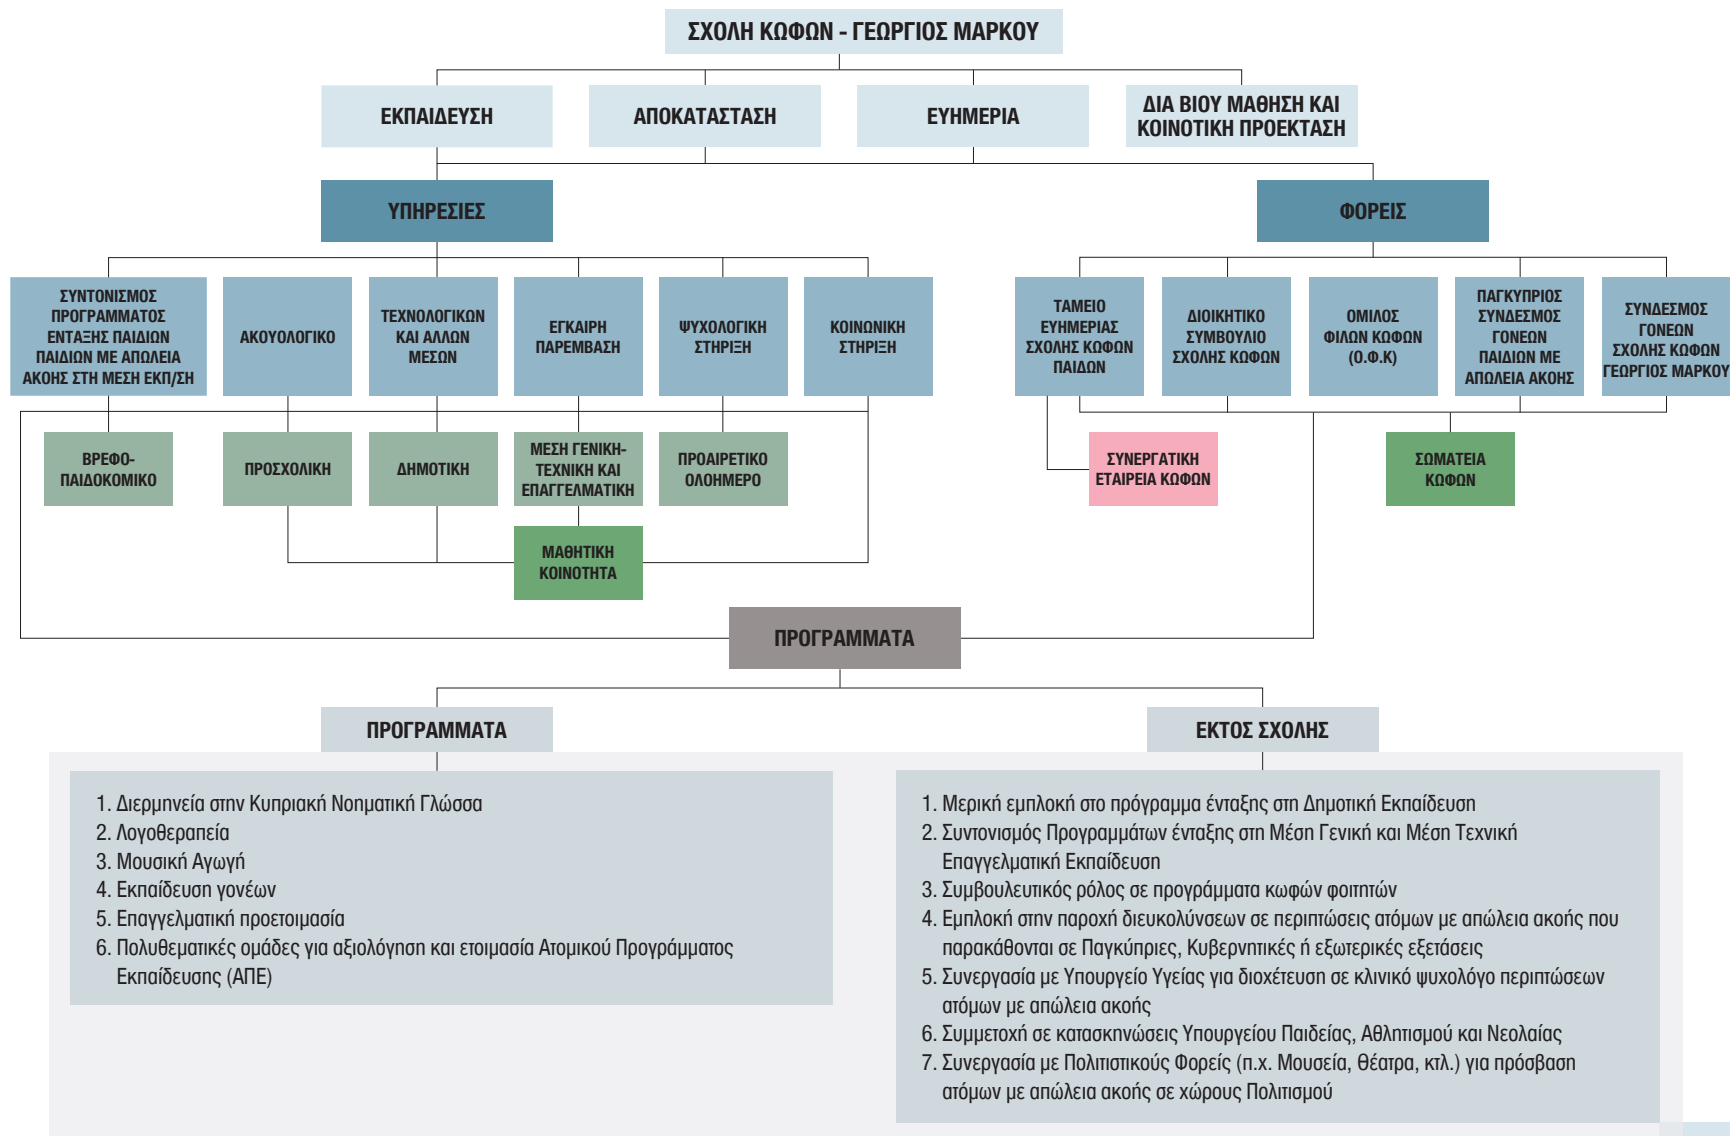 ΣΧΟΛΗ ΚΩΦΩΝ - ΓΕΩΡΓΙΟΣ ΜΑΡΚΟΥ
ΕΚΠΑΙΔΕΥΣΗ
ΑΠΟΚΑΤΑΣΤΑΣΗ
ΕΥΗΜΕΡΙΑ
ΔΙΑ ΒΙΟΥ ΜΑΘΗΣΗ ΚΑΙ
ΚΟΙΝΟΤΙΚΗ ΠΡΟΕΚΤΑΣΗ
ΥΠΗΡΕΣΙΕΣ
ΦΟΡΕΙΣ
ΣΥΝΤΟΝΙΣΜΟΣ
ΠΡΟΓΡΑΜΜΑΤΟΣ
ΕΝΤΑΞΗΣ ΠΑΙΔΙΩΝ
ΠΑΙΔΙΩΝ ΜΕ ΑΠΩΛΕΙΑ
ΑΚΟΗΣ ΣΤΗ ΜΕΣΗ ΕΚΠ/ΣΗ
ΑΚΟΥΟΛΟΓΙΚΟ
ΤΕΧΝΟΛΟΓΙΚΩΝ
ΚΑΙ ΑΛΛΩΝ
ΜΕΣΩΝ
ΕΓΚΑΙΡΗ
ΠΑΡΕΜΒΑΣΗ
ΨΥΧΟΛΟΓΙΚΗ
ΣΤΗΡΙΞΗ
ΚΟΙΝΩΝΙΚΗ
ΣΤΗΡΙΞΗ
ΤΑΜΕΙΟ
ΕΥΗΜΕΡΙΑΣ
ΣΧΟΛΗΣ ΚΩΦΩΝ
ΠΑΙΔΩΝ
ΔΙΟΙΚΗΤΙΚΟ
ΣΥΜΒΟΥΛΙΟ
ΣΧΟΛΗΣ ΚΩΦΩΝ
ΟΜΙΛΟΣ
ΦΙΛΩΝ ΚΩΦΩΝ
(Ο.Φ.Κ)
ΠΑΓΚΥΠΡΙΟΣ
ΣΥΝΔΕΣΜΟΣ
ΓΟΝΕΩΝ
ΠΑΙΔΙΩΝ ΜΕ
ΑΠΩΛΕΙΑ ΑΚΟΗΣ
ΣΥΝΔΕΣΜΟΣ
ΓΟΝΕΩΝ
ΣΧΟΛΗΣ ΚΩΦΩΝ
ΓΕΩΡΓΙΟΣ ΜΑΡΚΟΥ
ΒΡΕΦΟ-
ΠΑΙΔΟΚΟΜΙΚΟ
ΠΡΟΣΧΟΛΙΚΗ
ΔΗΜΟΤΙΚΗ
ΜΕΣΗ ΓΕΝΙΚΗ-
ΤΕΧΝΙΚΗ ΚΑΙ
ΕΠΑΓΓΕΛΜΑΤΙΚΗ
ΠΡΟΑΙΡΕΤΙΚΟ
ΟΛΟΗΜΕΡΟ
ΣΥΝΕΡΓΑΤΙΚΗ
ΕΤΑΙΡΕΙΑ ΚΩΦΩΝ
ΣΩΜΑΤΕΙΑ
ΚΩΦΩΝ
ΜΑΘΗΤΙΚΗ
ΚΟΙΝΟΤΗΤΑ
ΠΡΟΓΡΑΜΜΑΤΑ
ΠΡΟΓΡΑΜΜΑΤΑ
1. Διερμηνεία στην Κυπριακή Νοηματική Γλώσσα
2. Λογοθεραπεία
3. Μουσική Αγωγή
4. Εκπαίδευση γονέων
5. Επαγγελματική προετοιμασία
6. Πολυθεματικές ομάδες για αξιολόγηση και ετοιμασία Ατομικού Προγράμματος
Εκπαίδευσης (ΑΠΕ)
ΕΚΤΟΣ ΣΧΟΛΗΣ
1. Μερική εμπλοκή στο πρόγραμμα ένταξης στη Δημοτική Εκπαίδευση
2. Συντονισμός Προγραμμάτων ένταξης στη Μέση Γενική και Μέση Τεχνική
Επαγγελματική Εκπαίδευση
3. Συμβουλευτικός ρόλος σε προγράμματα κωφών φοιτητών
4. Εμπλοκή στην παροχή διευκολύνσεων σε περιπτώσεις ατόμων με απώλεια ακοής που
παρακάθονται σε Παγκύπριες, Κυβερνητικές ή εξωτερικές εξετάσεις
5. Συνεργασία με Υπουργείο Υγείας για διοχέτευση σε κλινικό ψυχολόγο περιπτώσεων
ατόμων με απώλεια ακοής
6. Συμμετοχή σε κατασκηνώσεις Υπουργείου Παιδείας, Αθλητισμού και Νεολαίας
7. Συνεργασία με Πολιτιστικούς Φορείς (π.χ. Μουσεία, Θέατρα, κτλ.) για πρόσβαση
ατόμων με απώλεια ακοής σε χώρους Πολιτισμού